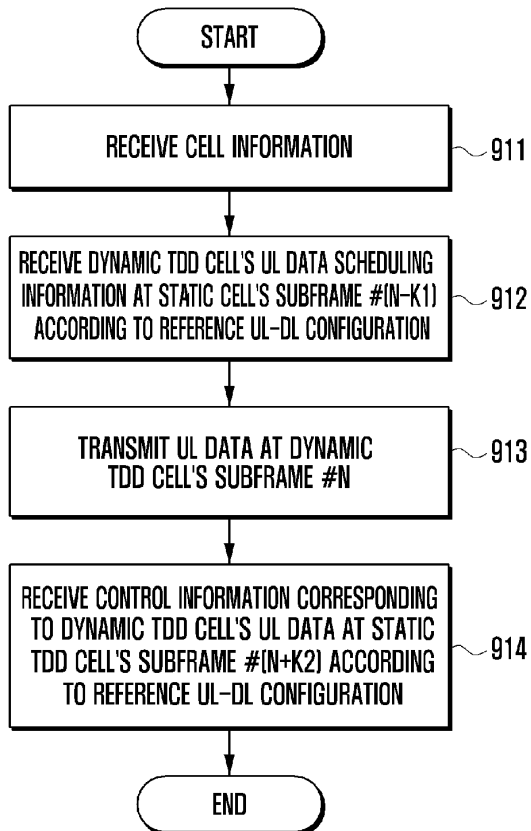 START
RECEIVE CELL INFORMATION
911
RECEIVE DYNAMIC TDD CELL'S UL DATA SCHEDULING
INFORMATION AT STATIC CELL'S SUBFRAME #(N-K1)
ACCORDING TO REFERENCE UL-DL CONFIGURATION
912
TRANSMIT UL DATA AT DYNAMIC
TDD CELL'S SUBFRAME #N
913
RECEIVE CONTROL INFORMATION CORRESPONDING
TO DYNAMIC TDD CELL'S UL DATA AT STATIC
TDD CELL'S SUBFRAME #(N+K2) ACCORDING
TO REFERENCE UL-DL CONFIGURATION
914
END